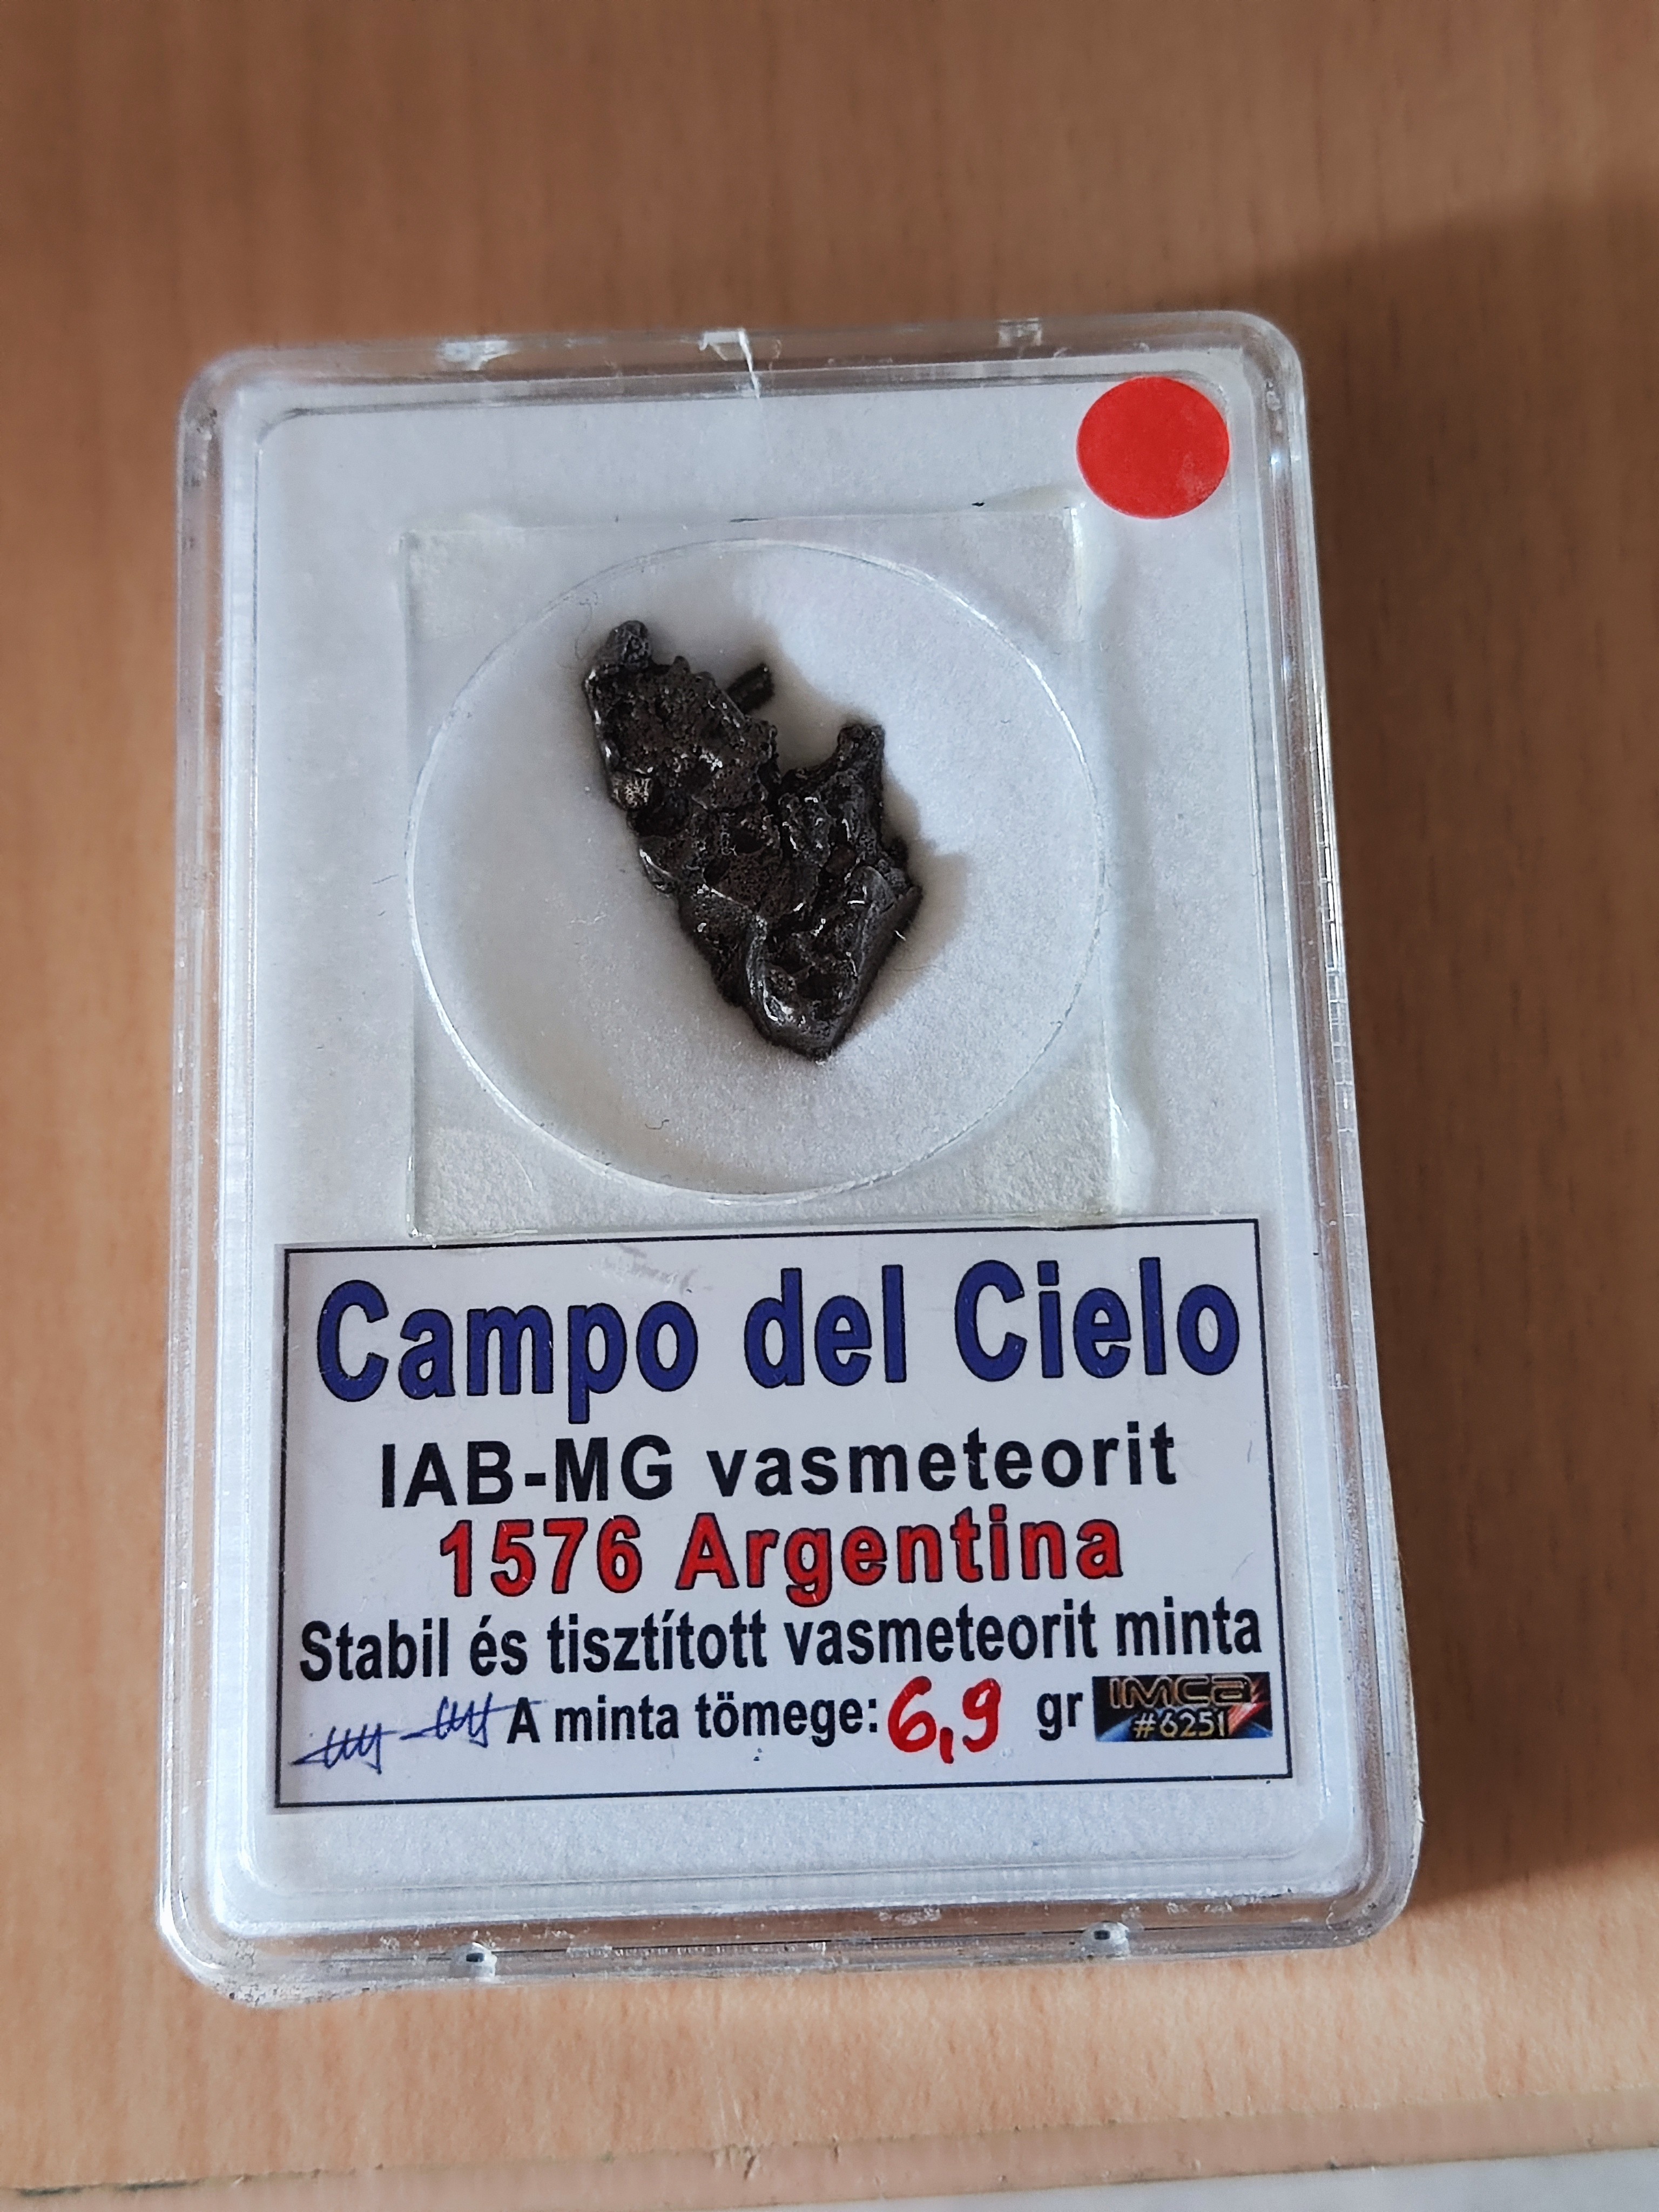 Campo del Cielo
IAB-MG vasmeteorit
1576 Argentina
Stabil és tisztított vasmeteorit minta
A minta tömege: 6,9 gr
IMCa
#6251